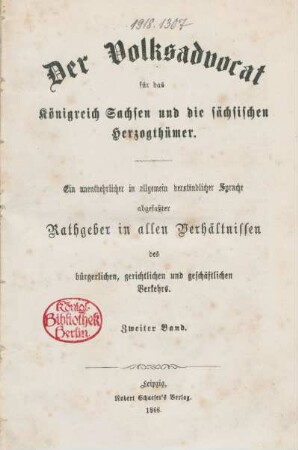 1918. 1307
Der Volksadvocat
für das
Königreich Sachsen und die sächsischen
Herzogthümer.
Ein unentbehrlicher in allgemein verständlicher Sprache
abgefaßter
Rathgeber in allen Verhältnissen
des
bürgerlichen, gerichtlichen und geschäftlichen
Verkehrs.
Königl.
Bibliothek
Berlin.
Zweiter Band.
Leipzig,
Robert Schaefer's Verlag.
1866.